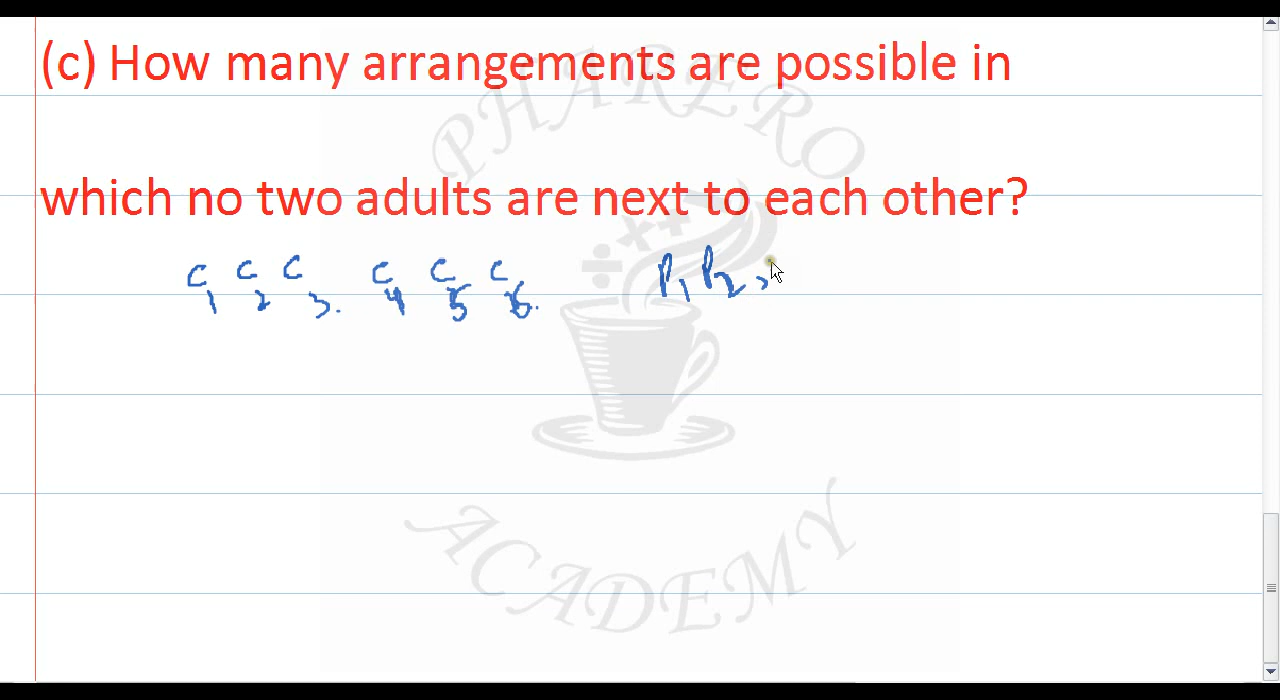 (c) How many arrangements are possible in
which no two adults are next to each other?
C1 C2 C3. C4 C5 C6. P1 P2 ,
PHARERO
÷×+
ACADEMY